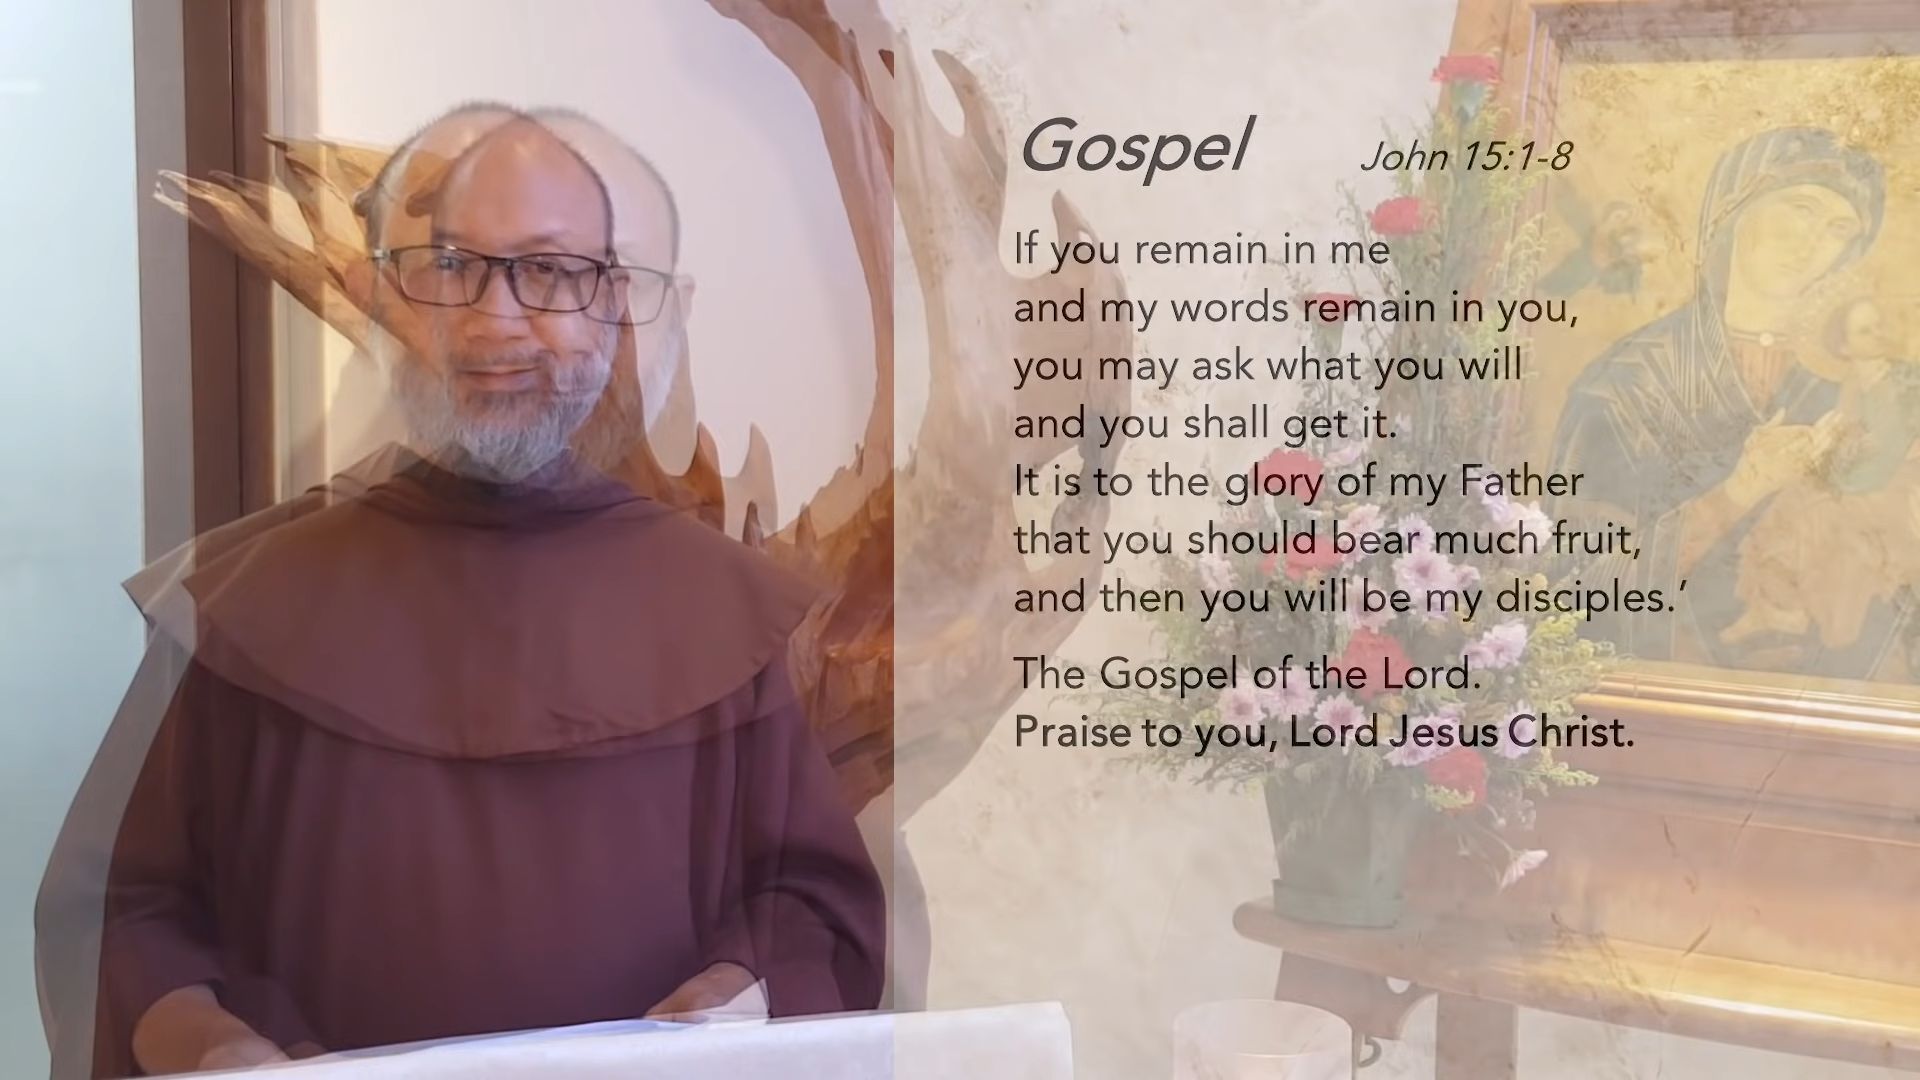 Gospel John 15:1-8
If you remain in me
and my words remain in you,
you may ask what you will
and you shall get it.
It is to the glory of my Father
that you should bear much fruit,
and then you will be my disciples.’
The Gospel of the Lord.
Praise to you, Lord Jesus Christ.